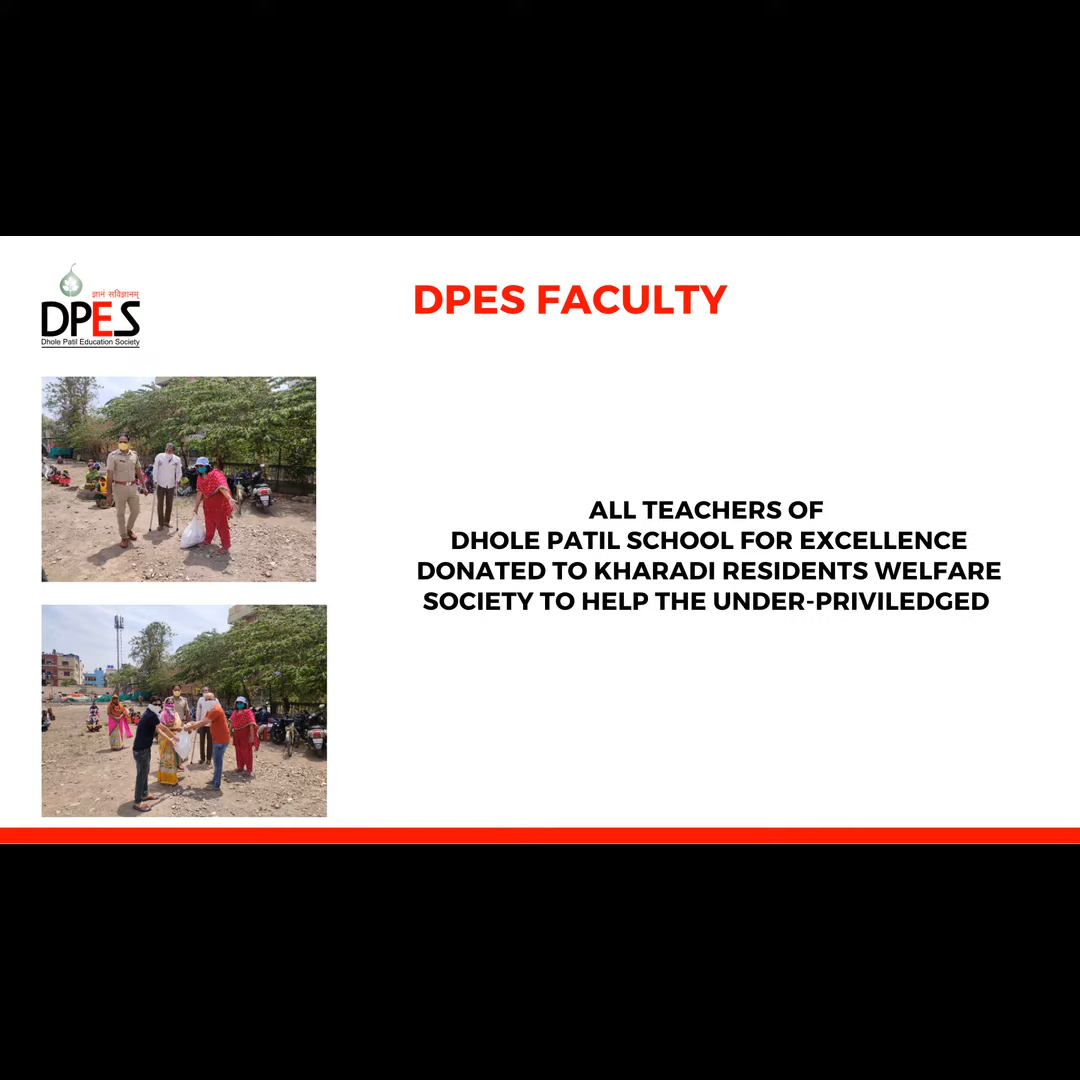 ज्ञानं सविज्ञानम्
DPES
Dhole Patil Education Society
DPES FACULTY
ALL TEACHERS OF
DHOLE PATIL SCHOOL FOR EXCELLENCE
DONATED TO KHARADI RESIDENTS WELFARE
SOCIETY TO HELP THE UNDER-PRIVILEDGED